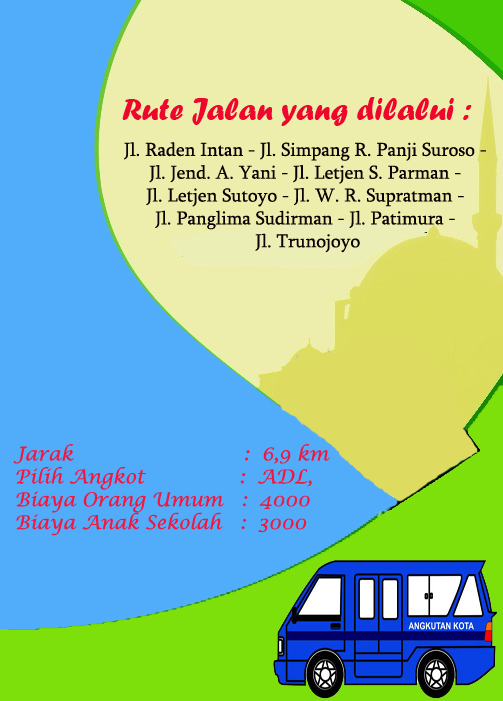 Rute Jalan yang dilalui :
Jl. Raden Intan - Jl. Simpang R. Panji Suroso -
Jl. Jend. A. Yani - Jl. Letjen S. Parman -
Jl. Letjen Sutoyo - Jl. W. R. Supratman -
Jl. Panglima Sudirman - Jl. Patimura -
Jl. Trunojoyo
Jarak : 6,9 km
Pilih Angkot : ADL,
Biaya Orang Umum : 4000
Biaya Anak Sekolah : 3000
ANGKUTAN KOTA